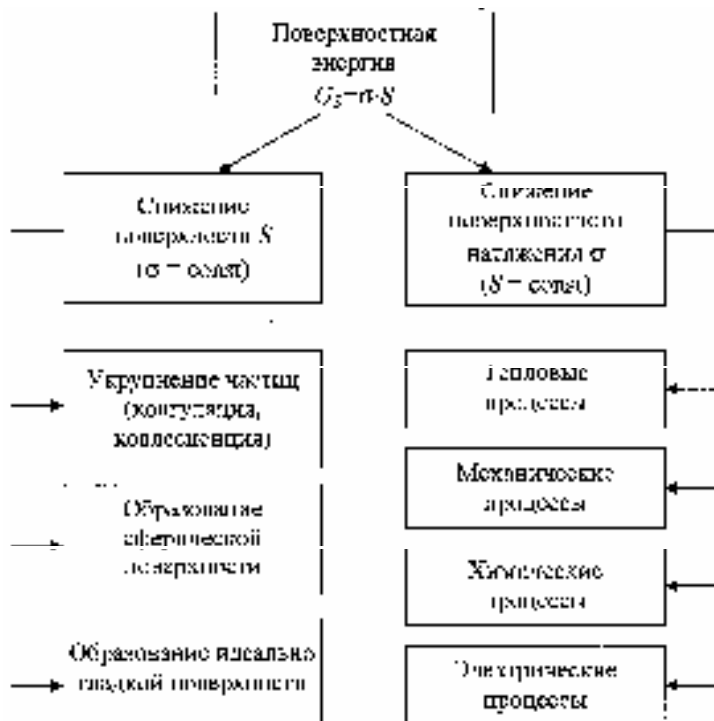 Поверхностная
энергия
G_S=σ·S
Снижение
поверхности S
(σ = const)
Снижение
поверхностного
натяжения σ
(S = const)
Укрупнение частиц
(коагуляция,
коалесценция)
Образование
сферической
поверхности
Образование идеально
гладкой поверхности
Тепловые
процессы
Механические
процессы
Химические
процессы
Электрические
процессы